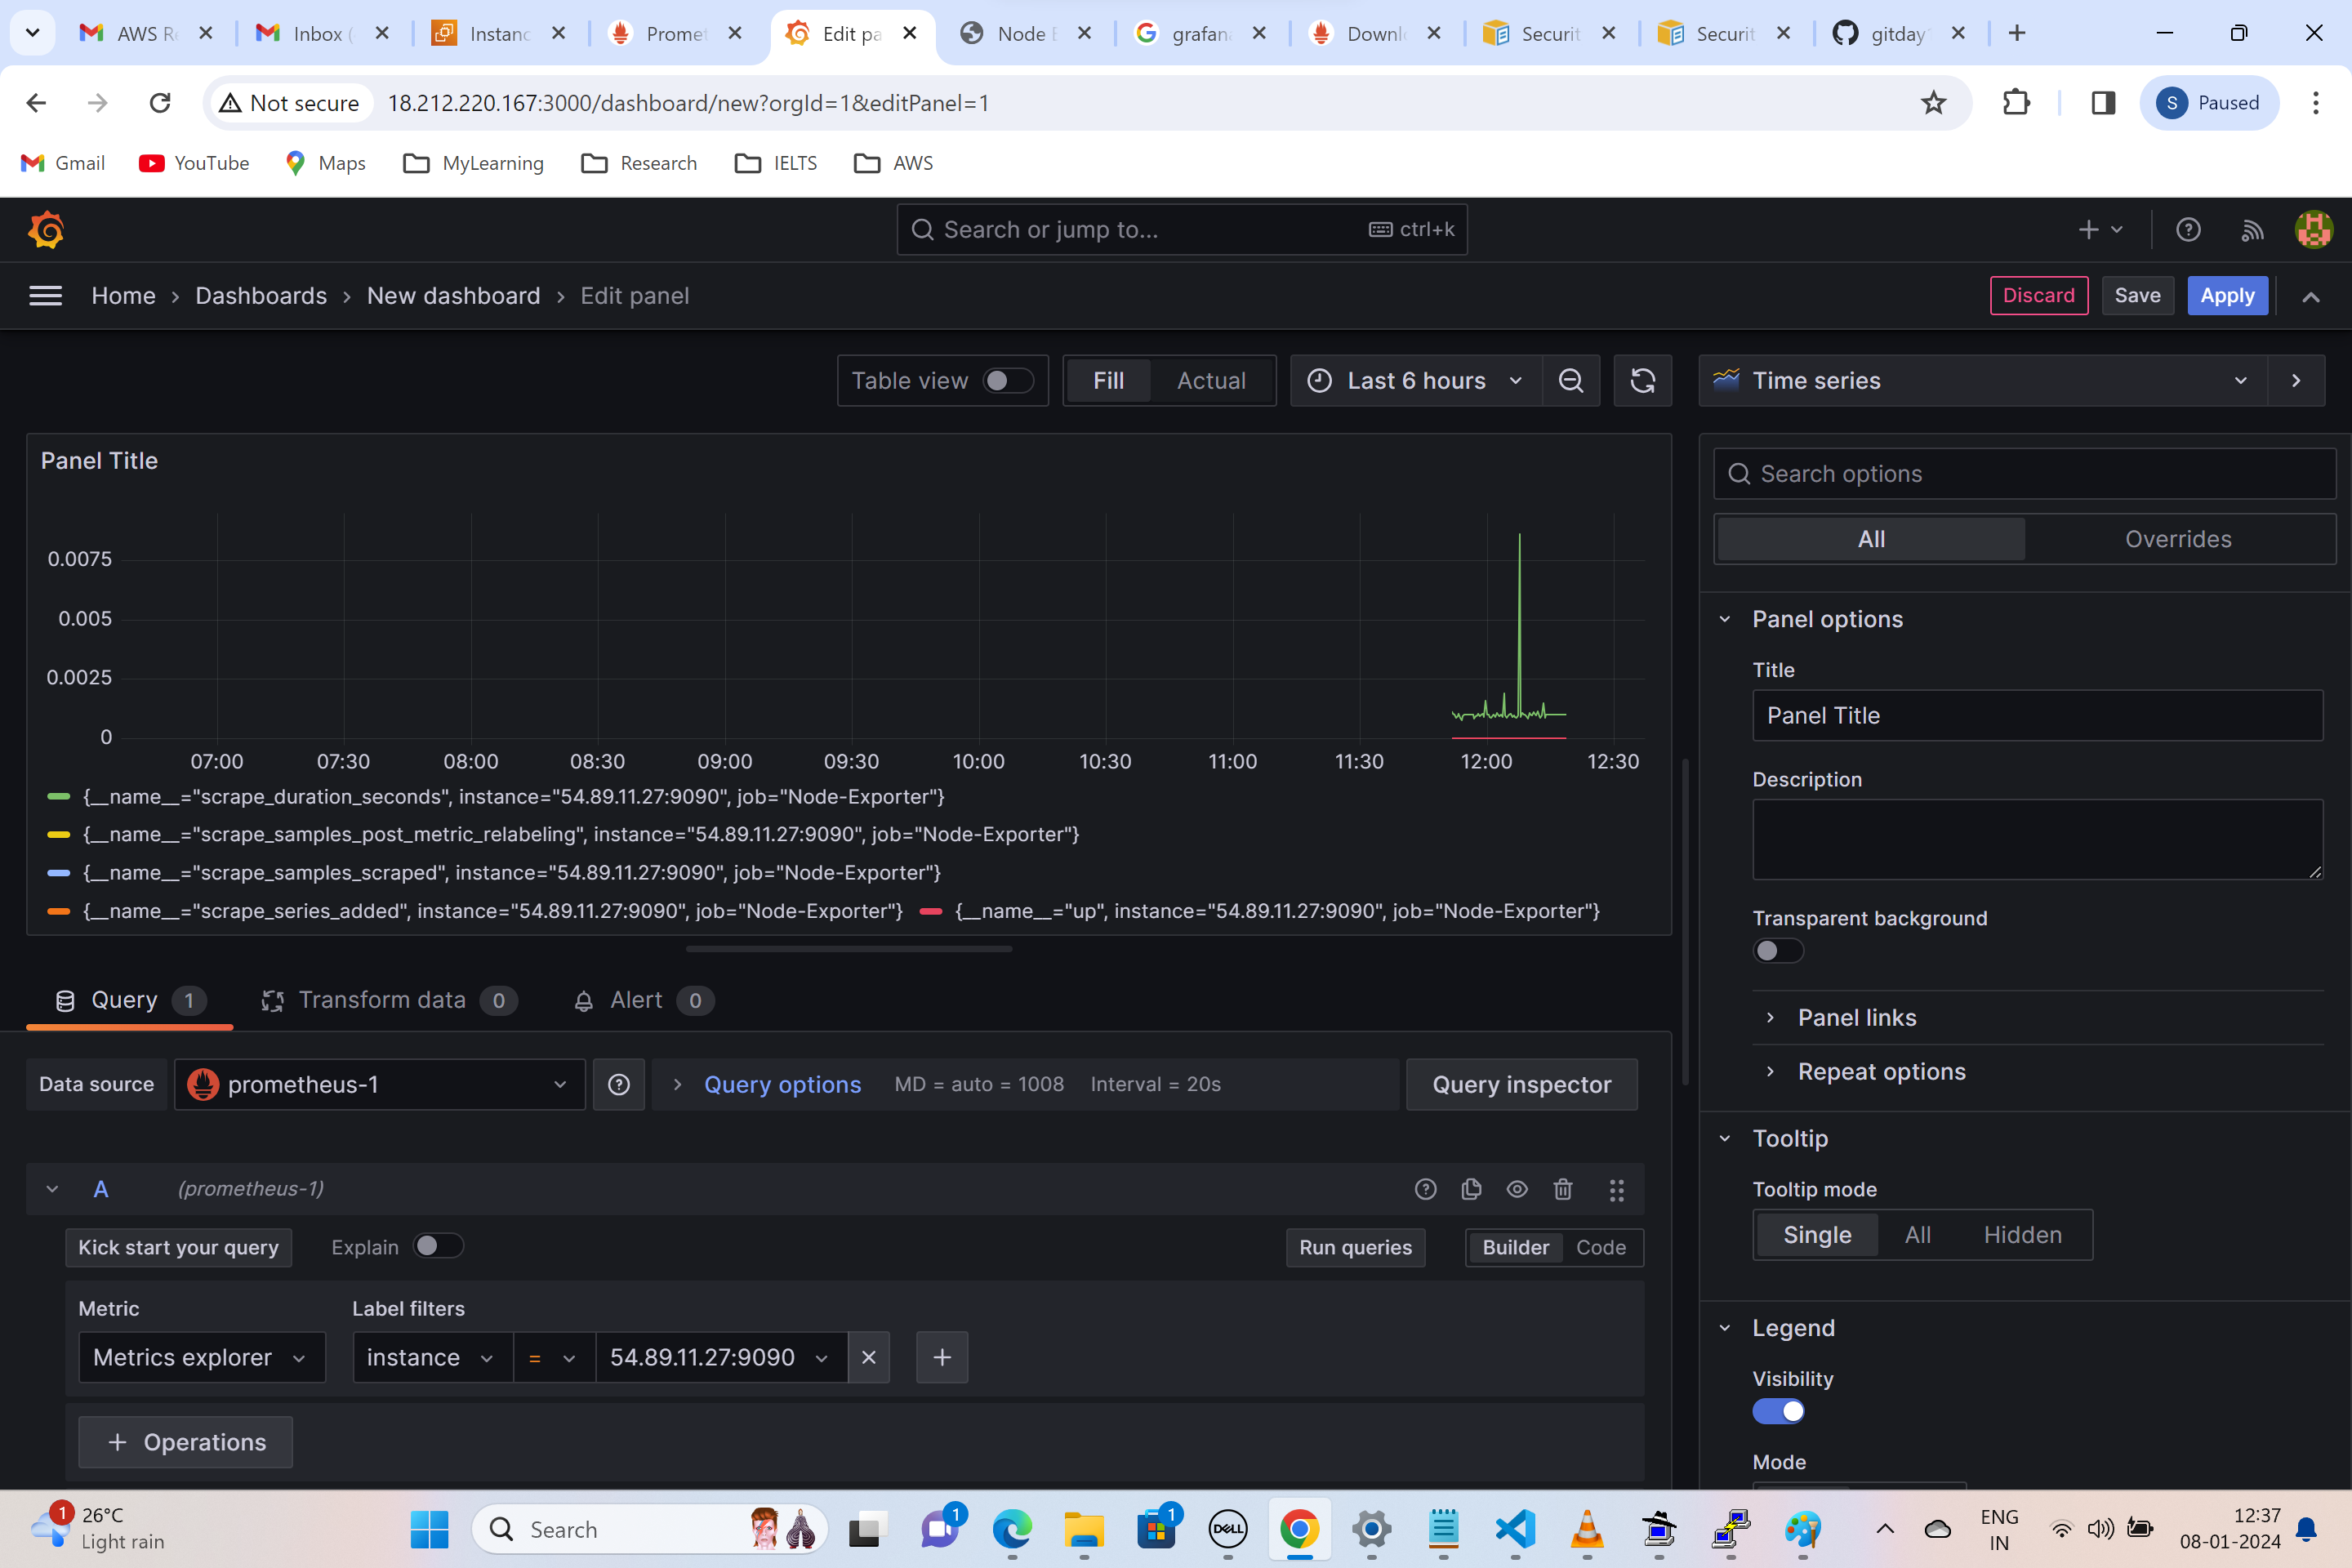 AWS Re
Inbox (
Instanc
Promet
Edit pa
Node E
grafana
Downl
Securit
Securit
gitday
Not secure
18.212.220.167:3000/dashboard/new?orgId=1&editPanel=1
S
Paused
Gmail
YouTube
Maps
MyLearning
Research
IELTS
AWS
Search or jump to...
ctrl+k
Home › Dashboards › New dashboard › Edit panel
Discard
Save
Apply
Table view
Fill
Actual
Last 6 hours
Time series
Panel Title
0.0075
0.005
0.0025
0
07:00
07:30
08:00
08:30
09:00
09:30
10:00
10:30
11:00
11:30
12:00
12:30
{__name__="scrape_duration_seconds", instance="54.89.11.27:9090", job="Node-Exporter"}
{__name__="scrape_samples_post_metric_relabeling", instance="54.89.11.27:9090", job="Node-Exporter"}
{__name__="scrape_samples_scraped", instance="54.89.11.27:9090", job="Node-Exporter"}
{__name__="scrape_series_added", instance="54.89.11.27:9090", job="Node-Exporter"}
{__name__="up", instance="54.89.11.27:9090", job="Node-Exporter"}
Query 1
Transform data 0
Alert 0
Data source
prometheus-1
Query options
MD = auto = 1008
Interval = 20s
Query inspector
A
(prometheus-1)
Kick start your query
Explain
Run queries
Builder
Code
Metric
Label filters
Metrics explorer
instance
=
54.89.11.27:9090
+
+ Operations
Search options
All
Overrides
Panel options
Title
Panel Title
Description
Transparent background
Panel links
Repeat options
Tooltip
Tooltip mode
Single
All
Hidden
Legend
Visibility
Mode
1
26°C
Light rain
Search
1
1
DELL
ENG
IN
12:37
08-01-2024